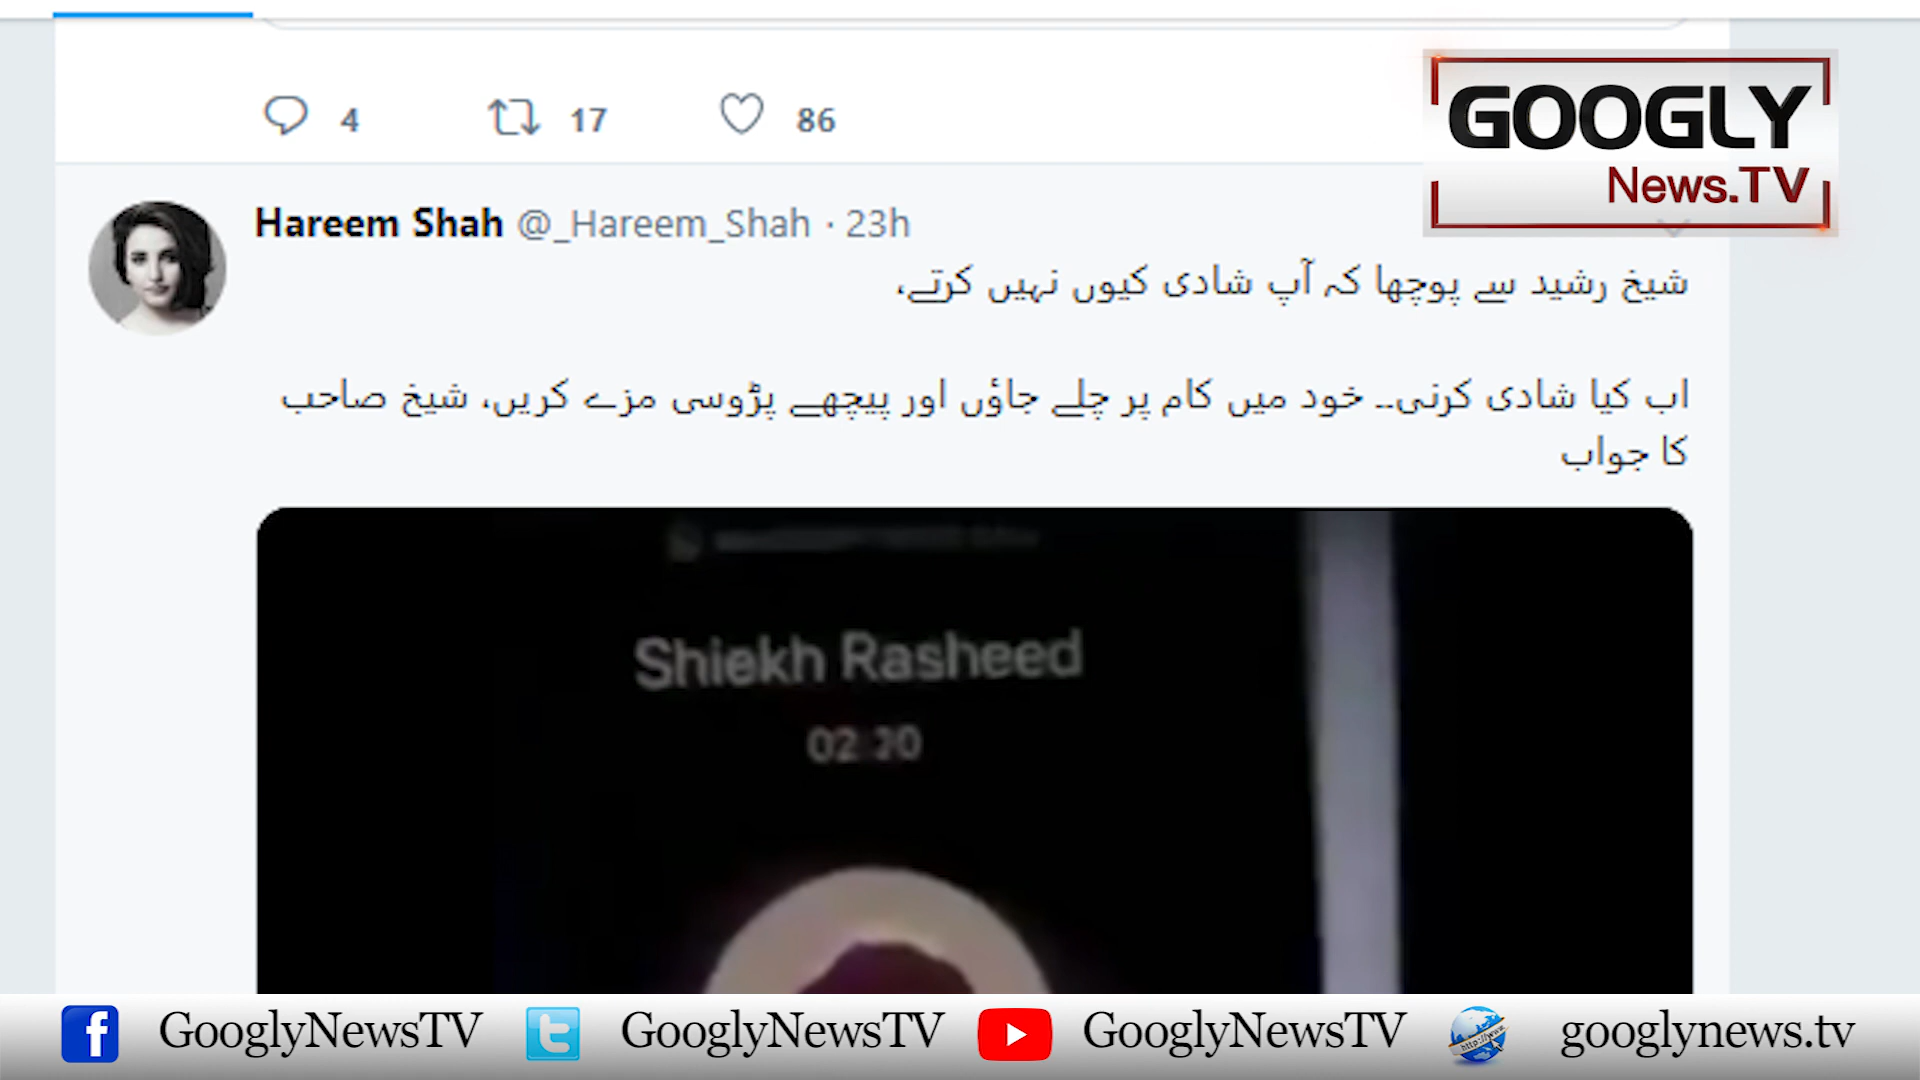 4 17 86
GOOGLY
News.TV
Hareem Shah @_Hareem_Shah · 23h
شیخ رشید سے پوچھا کہ آپ شادی کیوں نہیں کرتے،
اب کیا شادی کرنی۔۔ خود میں کام پر چلے جاؤں اور پیچھے پڑوسی مزے کریں، شیخ صاحب
کا جواب
Shiekh Rasheed
02:20
GooglyNewsTV GooglyNewsTV GooglyNewsTV googlynews.tv